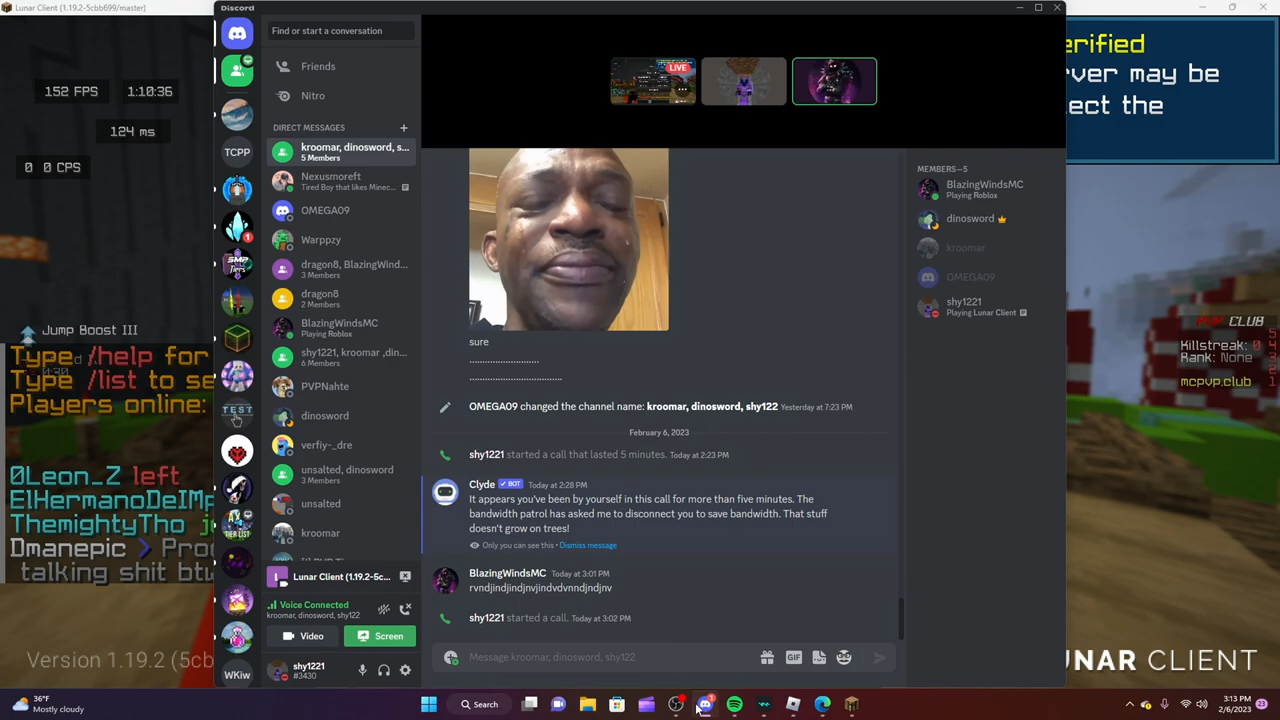 Lunar Client (1.19.2-5cbb699/master)
Discord
152 FPS
1:10:36
124 ms
0 0 CPS
Find or start a conversation
Friends
Nitro
DIRECT MESSAGES
kroomar, dinosword, s...
5 Members
Nexusmoreft
Tired Boy that likes Minec...
OMEGA09
Warppzy
dragon8, BlazingWind...
3 Members
dragon8
2 Members
BlazingWindsMC
Playing Roblox
shy1221, kroomar ,din...
6 Members
PVPNahte
dinosword
verfiy-_dre
unsalted, dinosword
3 Members
unsalted
kroomar
TCPP
1
SMP
TIERS
TEST
TIER LIST
WKiw
Lunar Client (1.19.2-5c...
Voice Connected
kroomar, dinosword, shy122
Video
Screen
shy1221
#3430
LIVE
sure
...........................
....................................
OMEGA09 changed the channel name: kroomar, dinosword, shy122 Yesterday at 7:23 PM
February 6, 2023
shy1221 started a call that lasted 5 minutes. Today at 2:23 PM
Clyde BOT Today at 2:28 PM
It appears you've been by yourself in this call for more than five minutes. The
bandwidth patrol has asked me to disconnect you to save bandwidth. That stuff
doesn't grow on trees!
Only you can see this • Dismiss message
BlazingWindsMC Today at 3:01 PM
rvndjindjindjnvjindvdvnndjndjnv
shy1221 started a call. Today at 3:02 PM
Message kroomar, dinosword, shy122
GIF
MEMBERS—5
BlazingWindsMC
Playing Roblox
dinosword
kroomar
OMEGA09
shy1221
Playing Lunar Client
erified
rver may be
ect the
PVP CLUB
Killstreak: 0
Rank: None
mcpvp.club
Jump Boost III
Type /help for
Type /list to se
Players online:
0Leon_Z left
ElHermanoDeIMp
ThemightyTho
Dmanepic > Pro
talking shit btw
Version 1.19.2 (5cb
LUNAR CLIENT
36°F
Mostly cloudy
Search
1
3:13 PM
2/6/2023
23